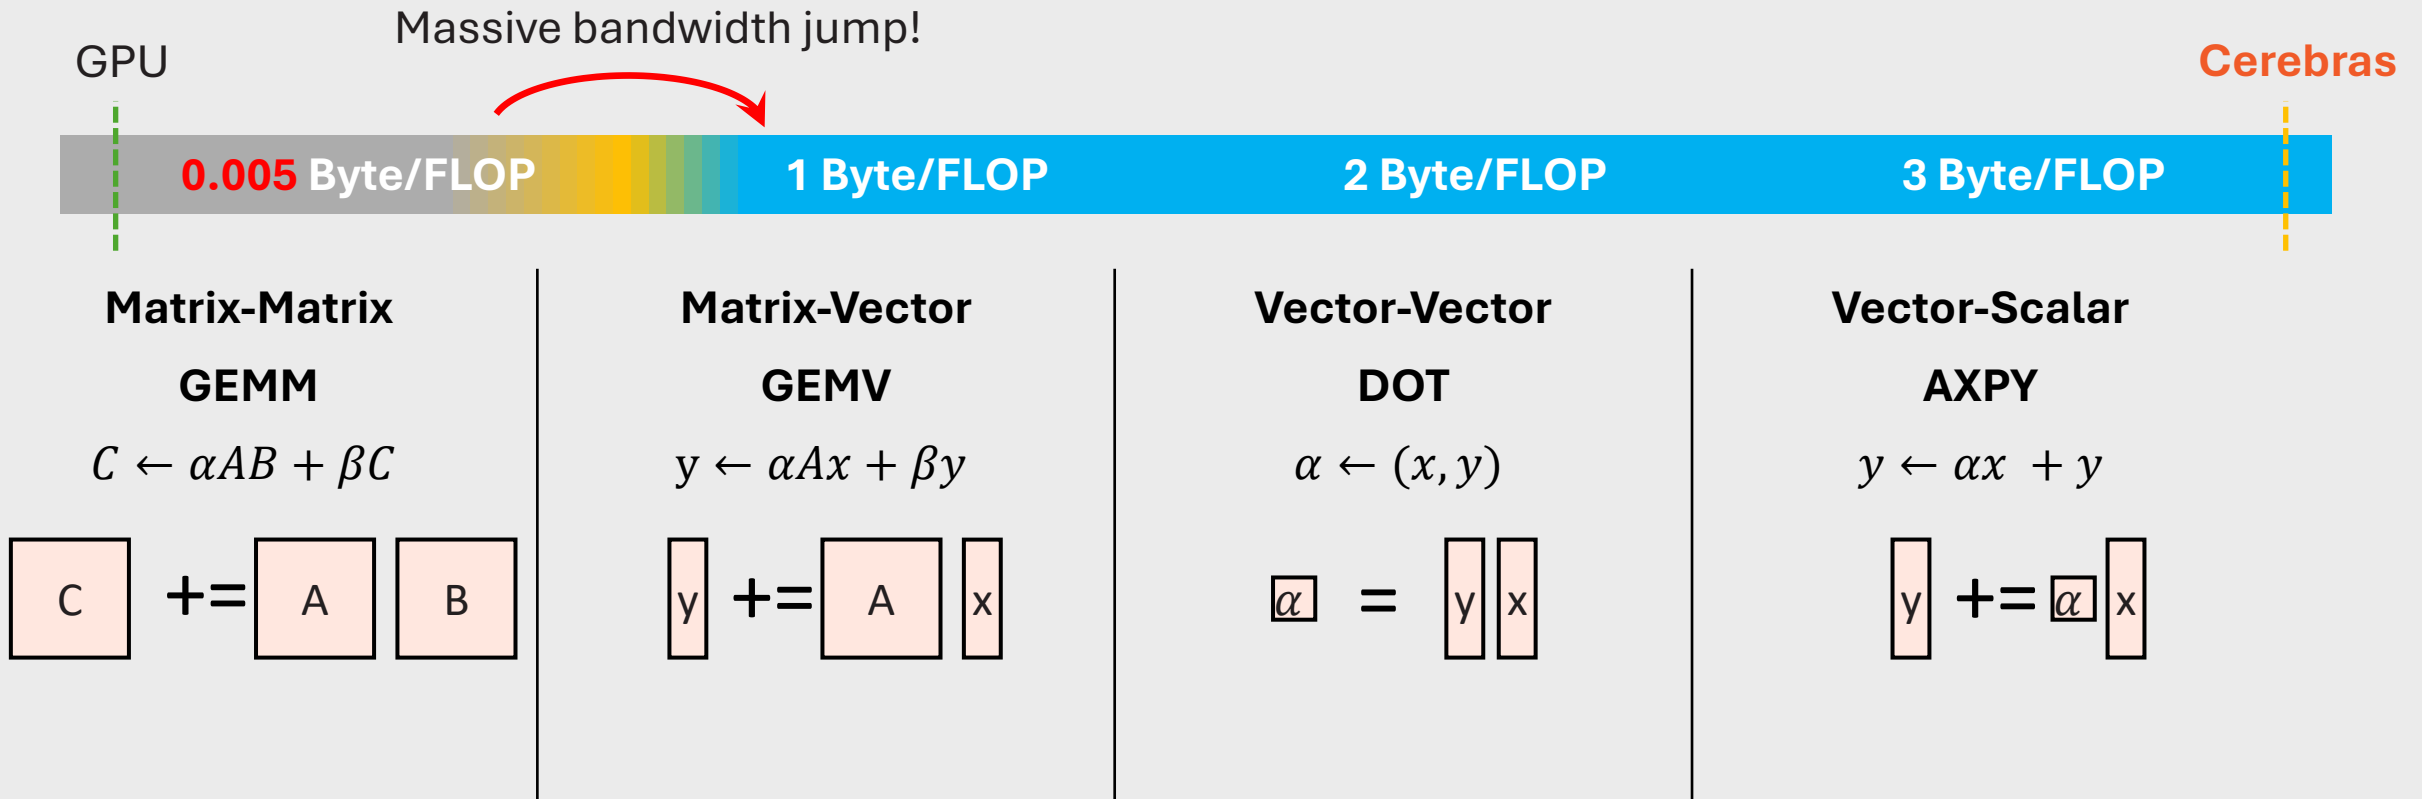 Massive bandwidth jump!
GPU
Cerebras
0.005 Byte/FLOP
1 Byte/FLOP
2 Byte/FLOP
3 Byte/FLOP
Matrix-Matrix
GEMM
C ← αAB + βC
C += A B
Matrix-Vector
GEMV
y ← αAx + βy
y += A x
Vector-Vector
DOT
α ← (x, y)
α = y x
Vector-Scalar
AXPY
y ← αx + y
y += α x